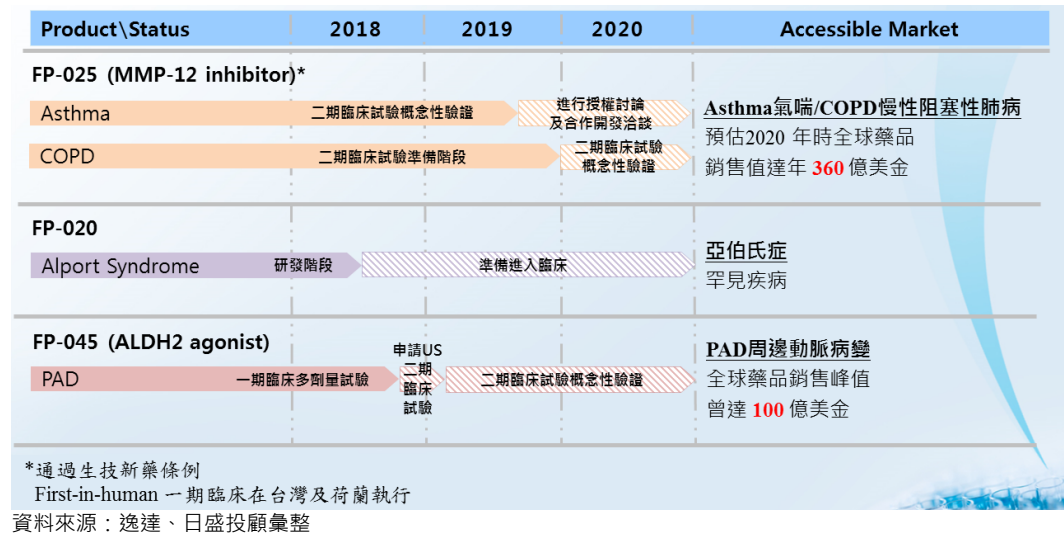 Product\Status 2018 2019 2020 Accessible Market
FP-025 (MMP-12 inhibitor)*
Asthma 二期臨床試驗概念性驗證 進行授權討論
及合作開發洽談
COPD 二期臨床試驗準備階段 二期臨床試驗
概念性驗證
Asthma氣喘/COPD慢性阻塞性肺病
預估2020 年時全球藥品
銷售值達年 360 億美金
FP-020
Alport Syndrome 研發階段 準備進入臨床
亞伯氏症
罕見疾病
FP-045 (ALDH2 agonist)
PAD 一期臨床多劑量試驗 申請US
二期
臨床
試驗
二期臨床試驗概念性驗證
PAD周邊動脈病變
全球藥品銷售峰值
曾達 100 億美金
*通過生技新藥條例
First-in-human 一期臨床在台灣及荷蘭執行
資料來源：逸達、日盛投顧彙整